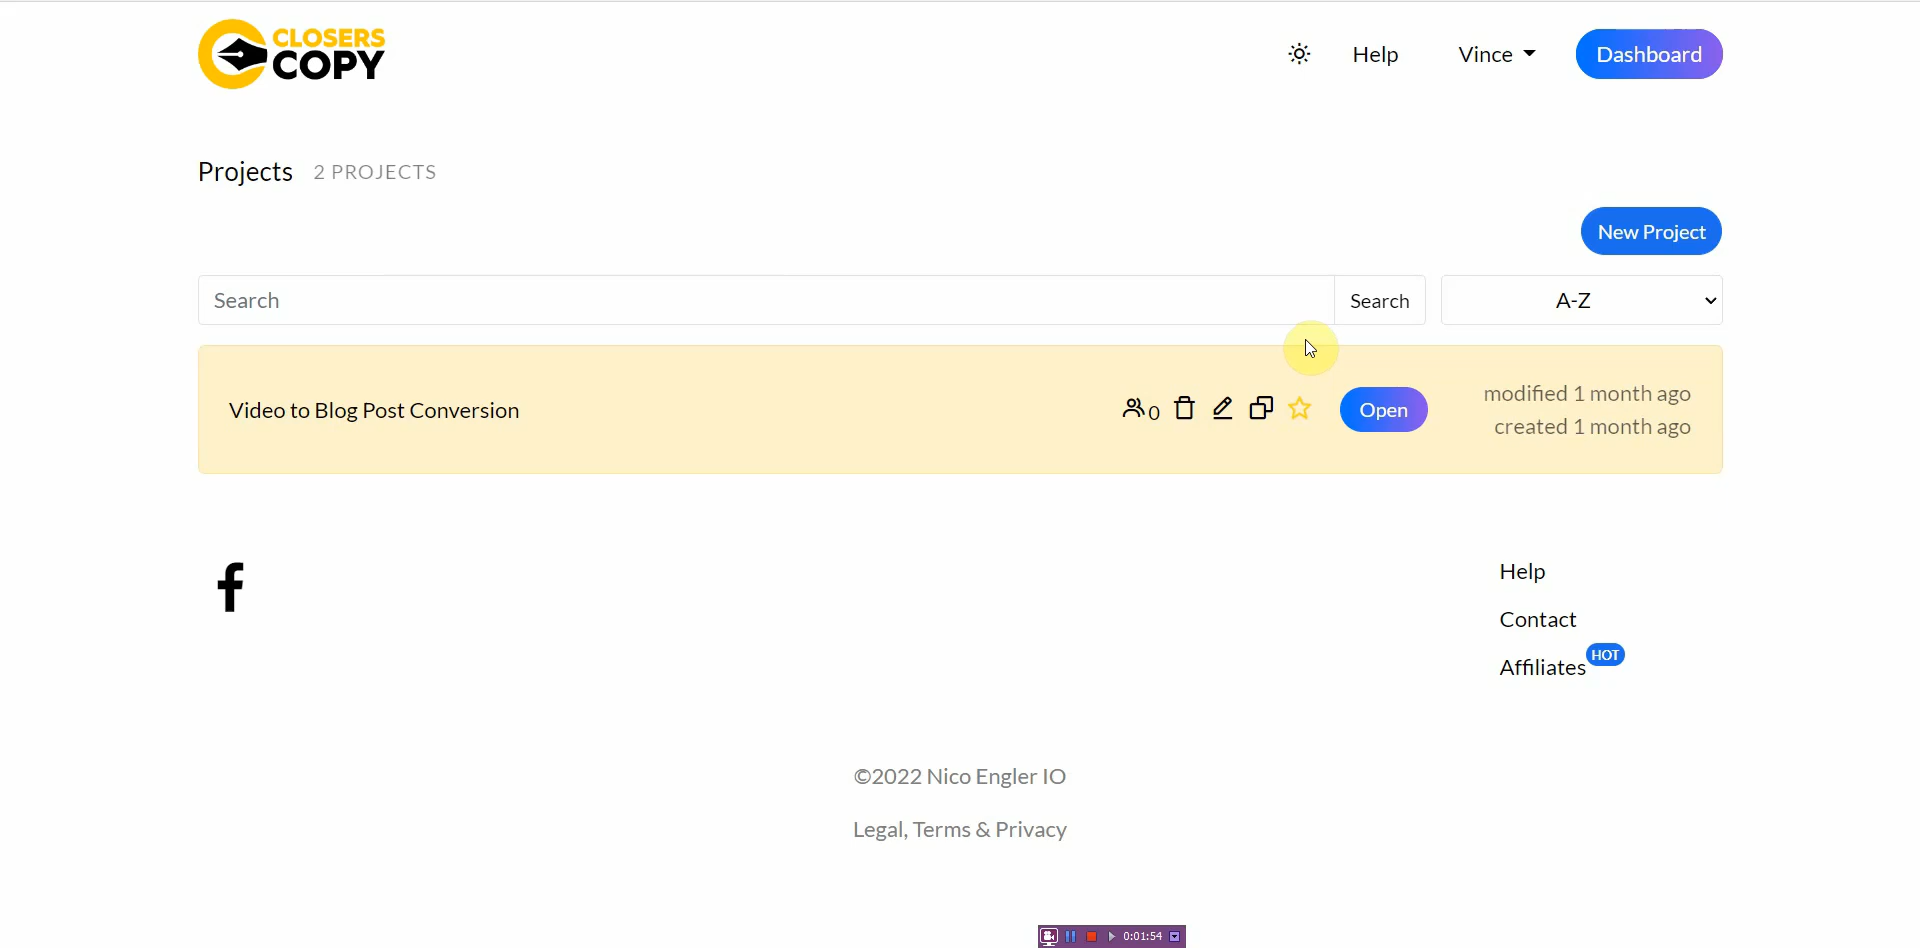 CLOSERS
COPY
Help
Vince
Dashboard
Projects 2 PROJECTS
New Project
Search
Search
A-Z
Video to Blog Post Conversion
0
Open
modified 1 month ago
created 1 month ago
Help
Contact
Affiliates HOT
©2022 Nico Engler IO
Legal, Terms & Privacy
0:01:54